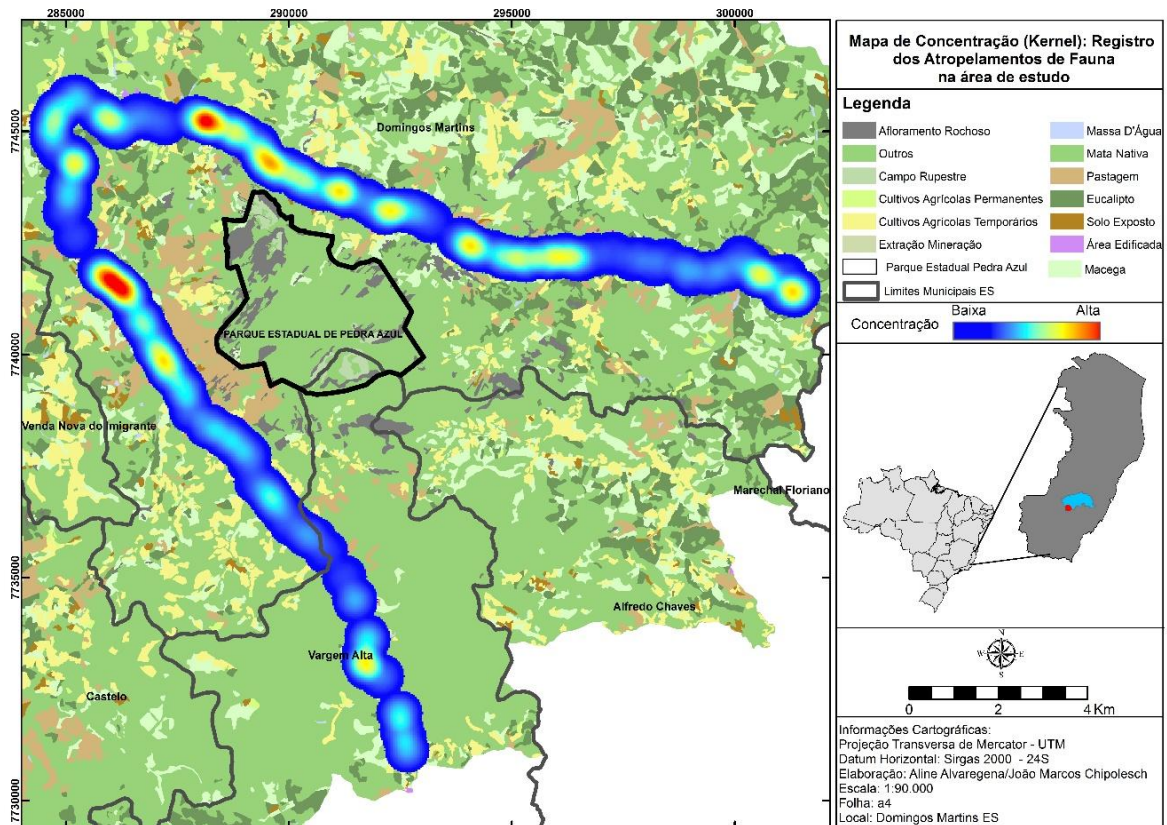 285000
290000
295000
300000
7745000
7740000
7735000
7730000
Domingos Martins
PARQUE ESTADUAL DE PEDRA AZUL
Venda Nova do Imigrante
Marechal Floriano
Alfredo Chaves
Vargem Alta
Castelo
Mapa de Concentração (Kernel): Registro
dos Atropelamentos de Fauna
na área de estudo
Legenda
Afloramento Rochoso
Outros
Campo Rupestre
Cultivos Agrícolas Permanentes
Cultivos Agrícolas Temporários
Extração Mineração
Parque Estadual Pedra Azul
Limites Municipais ES
Massa D'Água
Mata Nativa
Pastagem
Eucalipto
Solo Exposto
Área Edificada
Macega
Baixa Alta
Concentração
N
W E
S
0 2 4 Km
Informações Cartográficas:
Projeção Transversa de Mercator - UTM
Datum Horizontal: Sirgas 2000 - 24S
Elaboração: Aline Alvaregena/João Marcos Chipolesch
Escala: 1:90.000
Folha: a4
Local: Domingos Martins ES